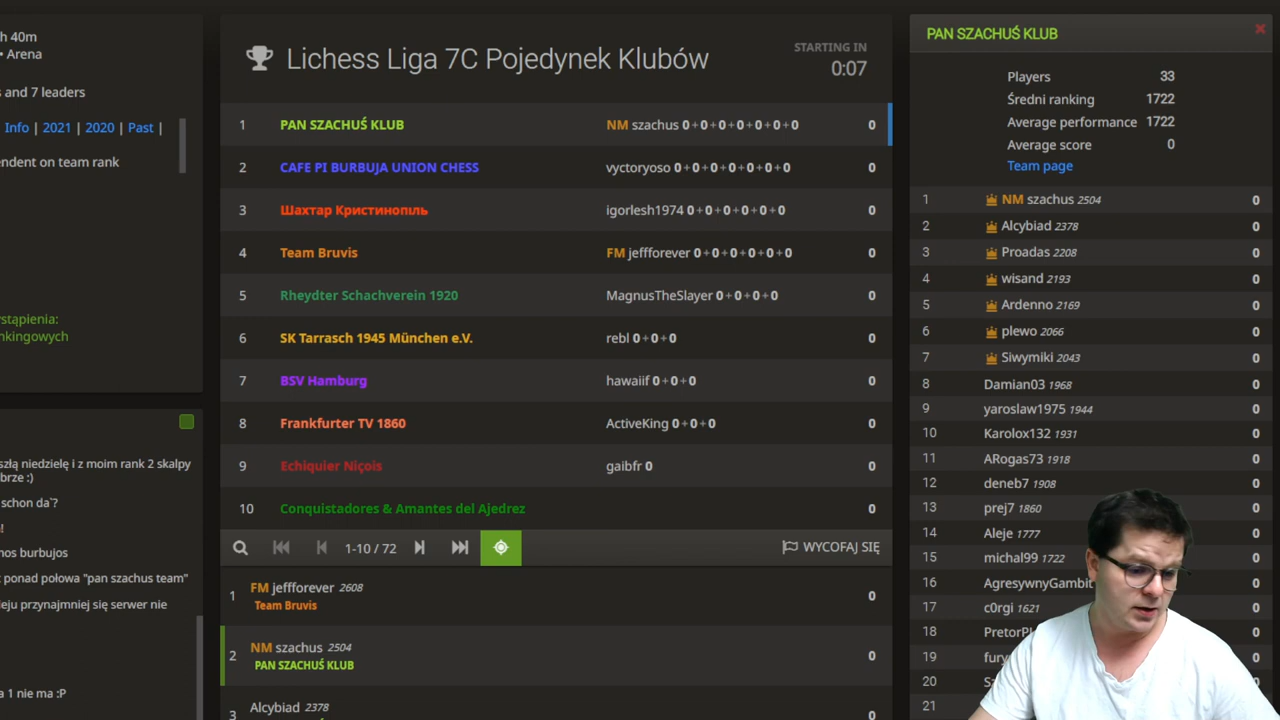 h 40m
• Arena
s and 7 leaders
Info | 2021 | 2020 | Past |
ndent on team rank
stąpienia:
nkingowych
szłą niedzielę i z moim rank 2 skalpy
brze :)
schon da`?
!
nos burbujos
k ponad połowa "pan szachus team"
eju przynajmniej się serwer nie
a 1 nie ma :P
Lichess Liga 7C Pojedynek Klubów
STARTING IN
0:07
1 PAN SZACHUŚ KLUB NM szachus 0+0+0+0+0+0+0 0
2 CAFE PI BURBUJA UNION CHESS vyctoryoso 0+0+0+0+0+0+0 0
3 Шахтар Кристинопіль igorlesh1974 0+0+0+0+0+0 0
4 Team Bruvis FM jeffforever 0+0+0+0+0+0 0
5 Rheydter Schachverein 1920 MagnusTheSlayer 0+0+0+0 0
6 SK Tarrasch 1945 München e.V. rebl 0+0+0 0
7 BSV Hamburg hawaiif 0+0+0 0
8 Frankfurter TV 1860 ActiveKing 0+0+0 0
9 Echiquier Niçois gaibfr 0 0
10 Conquistadores & Amantes del Ajedrez 0
1-10 / 72 WYCOFAJ SIĘ
1 FM jeffforever 2608 0
Team Bruvis
2 NM szachus 2504 0
PAN SZACHUŚ KLUB
3 Alcybiad 2378 0
PAN SZACHUŚ KLUB
Players 33
Średni ranking 1722
Average performance 1722
Average score 0
Team page
1 NM szachus 2504 0
2 Alcybiad 2378 0
3 Proadas 2208 0
4 wisand 2193 0
5 Ardenno 2169 0
6 plewo 2066 0
7 Siwymiki 2043 0
8 Damian03 1968 0
9 yaroslaw1975 1944 0
10 Karolox132 1931 0
11 ARogas73 1918 0
12 deneb7 1908 0
13 prej7 1860 0
14 Aleje 1777 0
15 michal99 1722 0
16 AgresywnyGambit 0
17 c0rgi 1621 0
18 PretorPl 0
19 fury 0
20 0
21 0